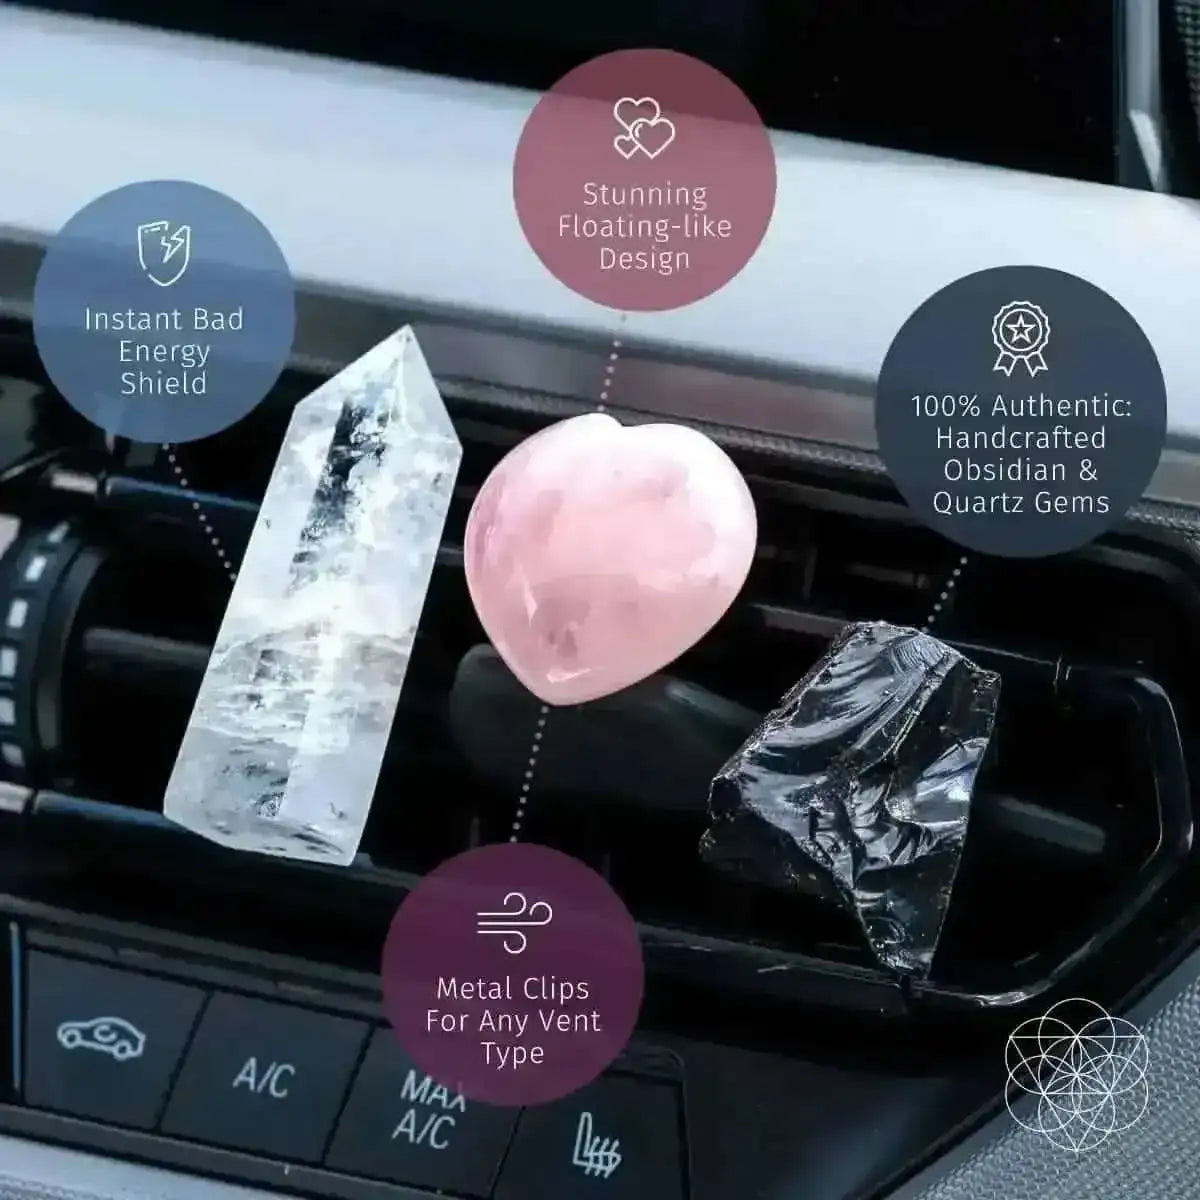 Stunning
Floating-like
Design
Instant Bad
Energy
Shield
100% Authentic:
Handcrafted
Obsidian &
Quartz Gems
Metal Clips
For Any Vent
Type
A/C
MAX
A/C